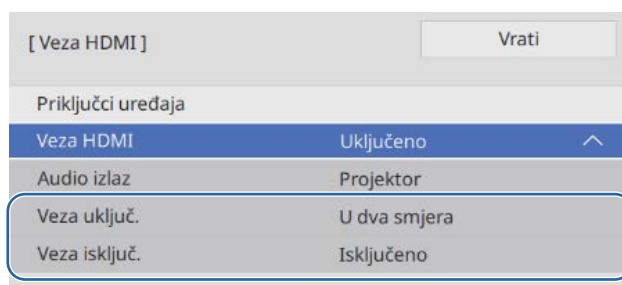 [ Veza HDMI ] Vrati
Priključci uređaja
Veza HDMI Uključeno
Audio izlaz Projektor
Veza uključ. U dva smjera
Veza isključ. Isključeno